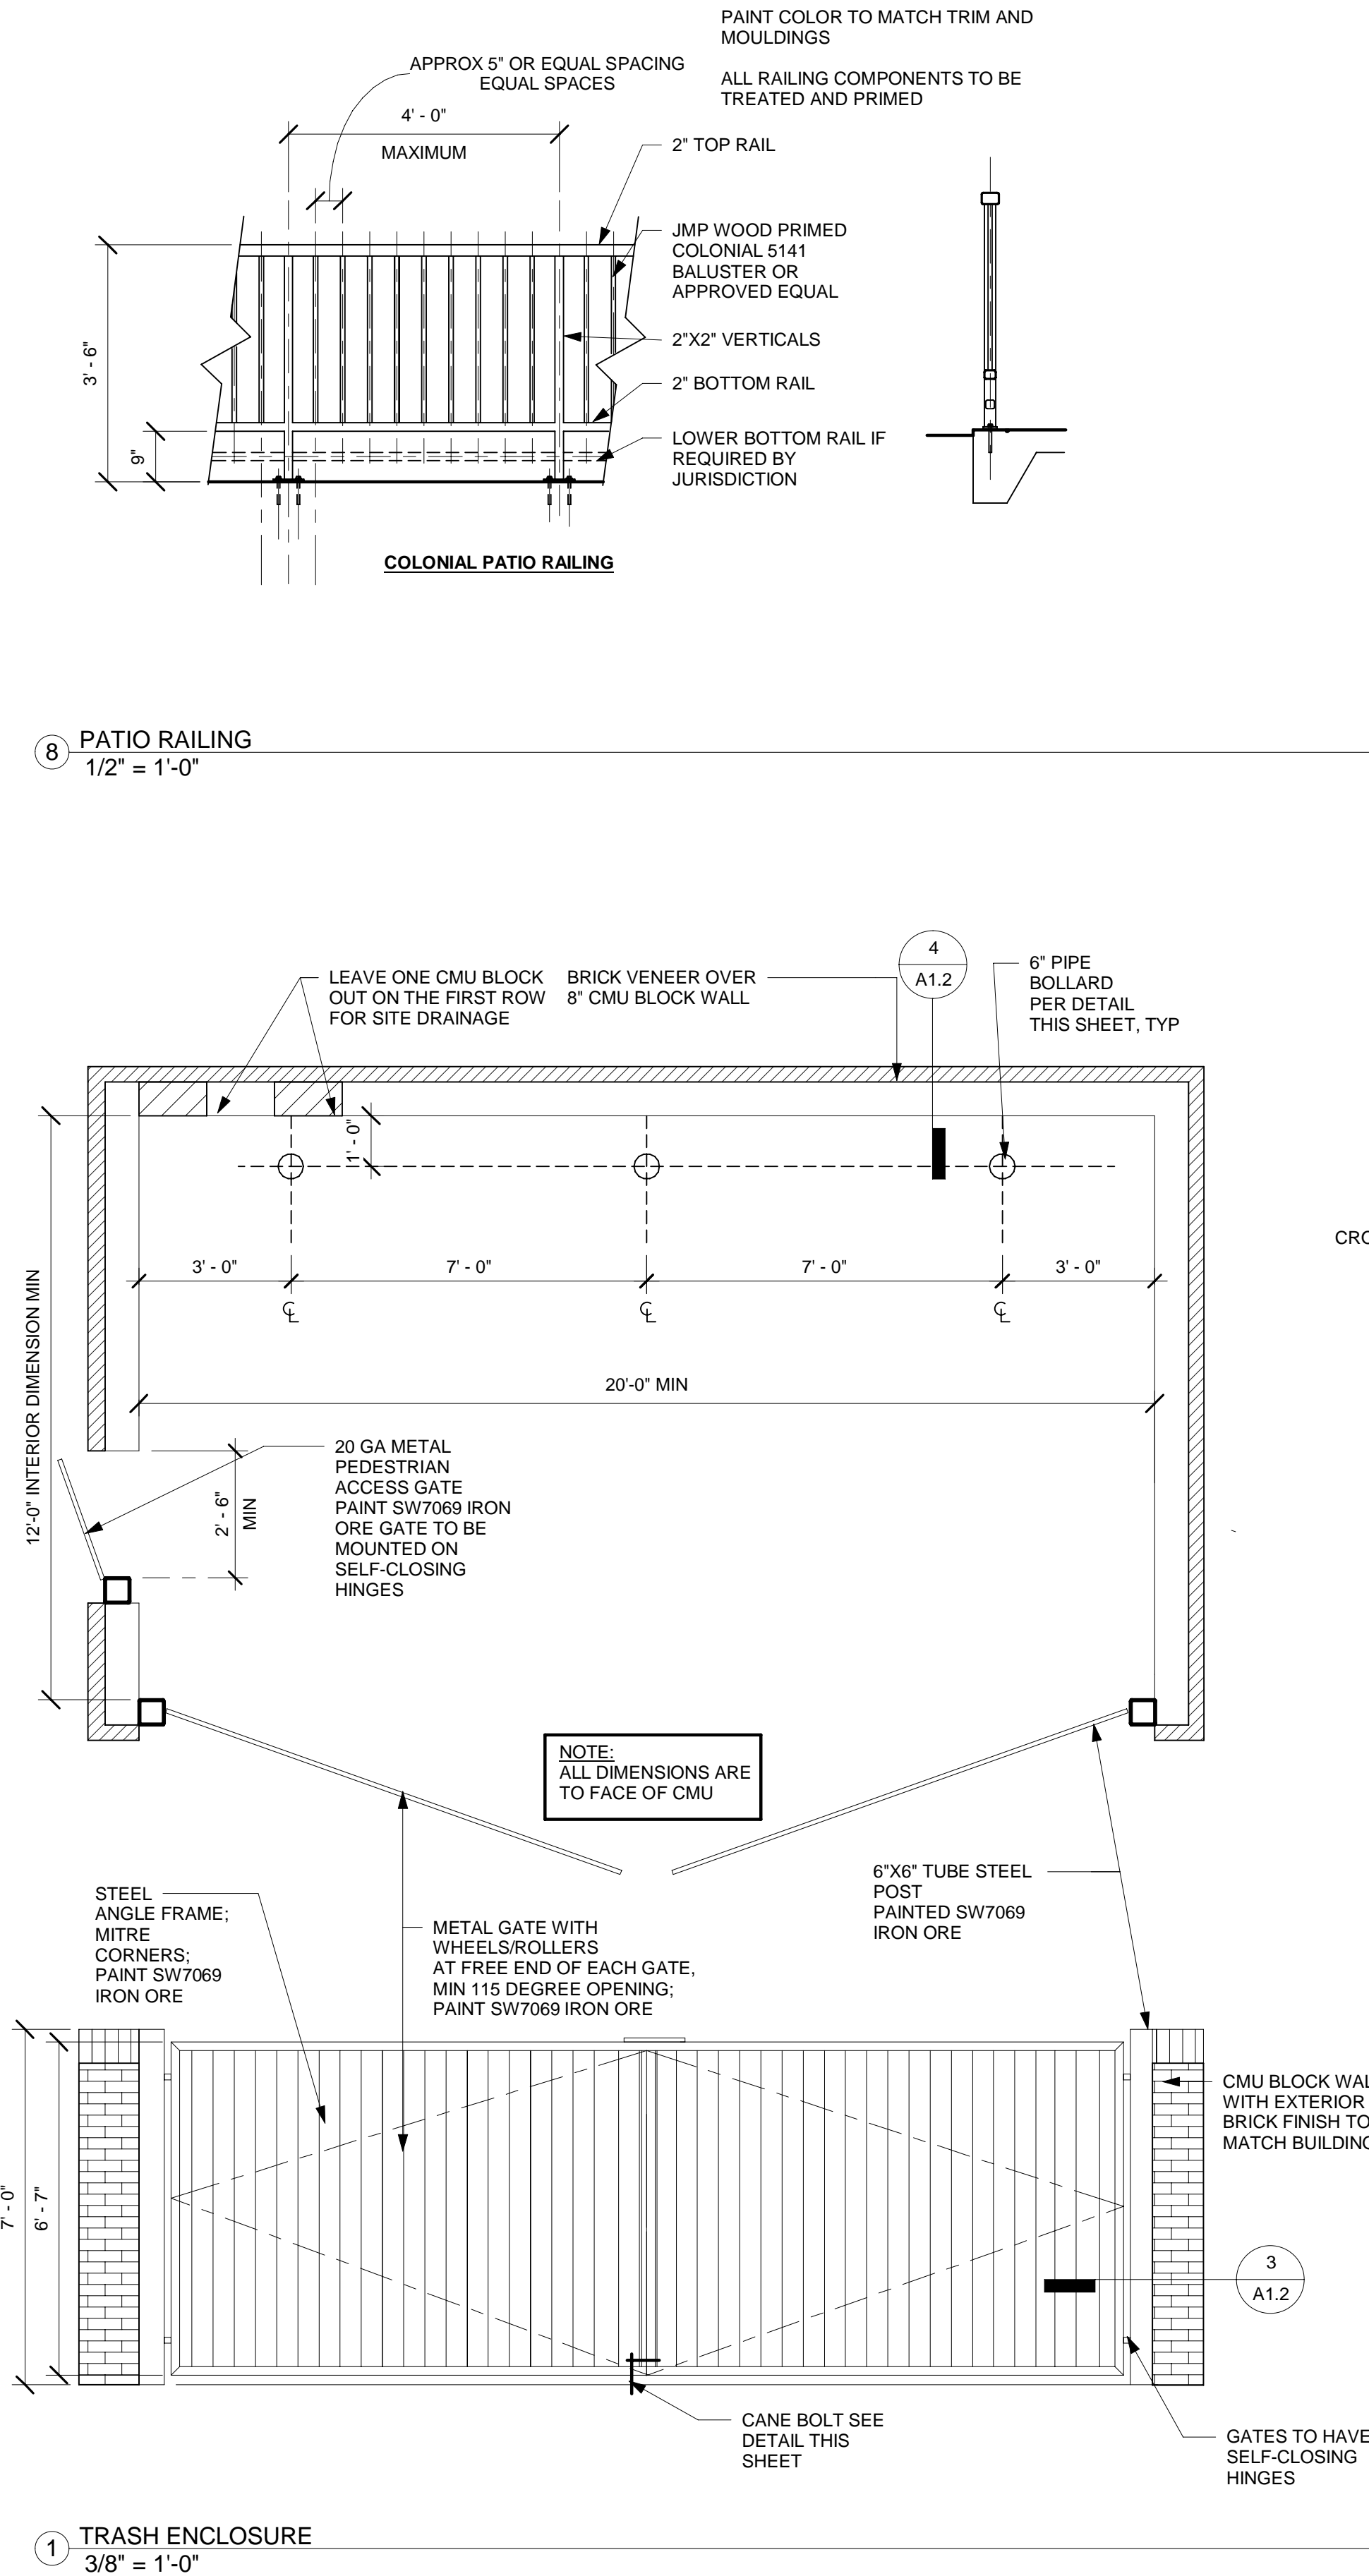 PAINT COLOR TO MATCH TRIM AND
MOULDINGS
ALL RAILING COMPONENTS TO BE
TREATED AND PRIMED
APPROX 5" OR EQUAL SPACING
EQUAL SPACES
4' - 0"
MAXIMUM
2" TOP RAIL
JMP WOOD PRIMED
COLONIAL 5141
BALUSTER OR
APPROVED EQUAL
2"X2" VERTICALS
2" BOTTOM RAIL
LOWER BOTTOM RAIL IF
REQUIRED BY
JURISDICTION
3' - 6"
9"
COLONIAL PATIO RAILING
8
PATIO RAILING
1/2" = 1'-0"
LEAVE ONE CMU BLOCK
OUT ON THE FIRST ROW
FOR SITE DRAINAGE
BRICK VENEER OVER
8" CMU BLOCK WALL
4
A1.2
6" PIPE
BOLLARD
PER DETAIL
THIS SHEET, TYP
1' - 0"
CRO
3' - 0"
7' - 0"
7' - 0"
3' - 0"
CL
CL
CL
20'-0" MIN
12'-0" INTERIOR DIMENSION MIN
20 GA METAL
PEDESTRIAN
ACCESS GATE
PAINT SW7069 IRON
ORE GATE TO BE
MOUNTED ON
SELF-CLOSING
HINGES
2' - 6"
MIN
NOTE:
ALL DIMENSIONS ARE
TO FACE OF CMU
STEEL
ANGLE FRAME;
MITRE
CORNERS;
PAINT SW7069
IRON ORE
METAL GATE WITH
WHEELS/ROLLERS
AT FREE END OF EACH GATE,
MIN 115 DEGREE OPENING;
PAINT SW7069 IRON ORE
6"X6" TUBE STEEL
POST
PAINTED SW7069
IRON ORE
7' - 0"
6' - 7"
CMU BLOCK WAL
WITH EXTERIOR
BRICK FINISH TO
MATCH BUILDING
3
A1.2
CANE BOLT SEE
DETAIL THIS
SHEET
GATES TO HAVE
SELF-CLOSING
HINGES
1
TRASH ENCLOSURE
3/8" = 1'-0"